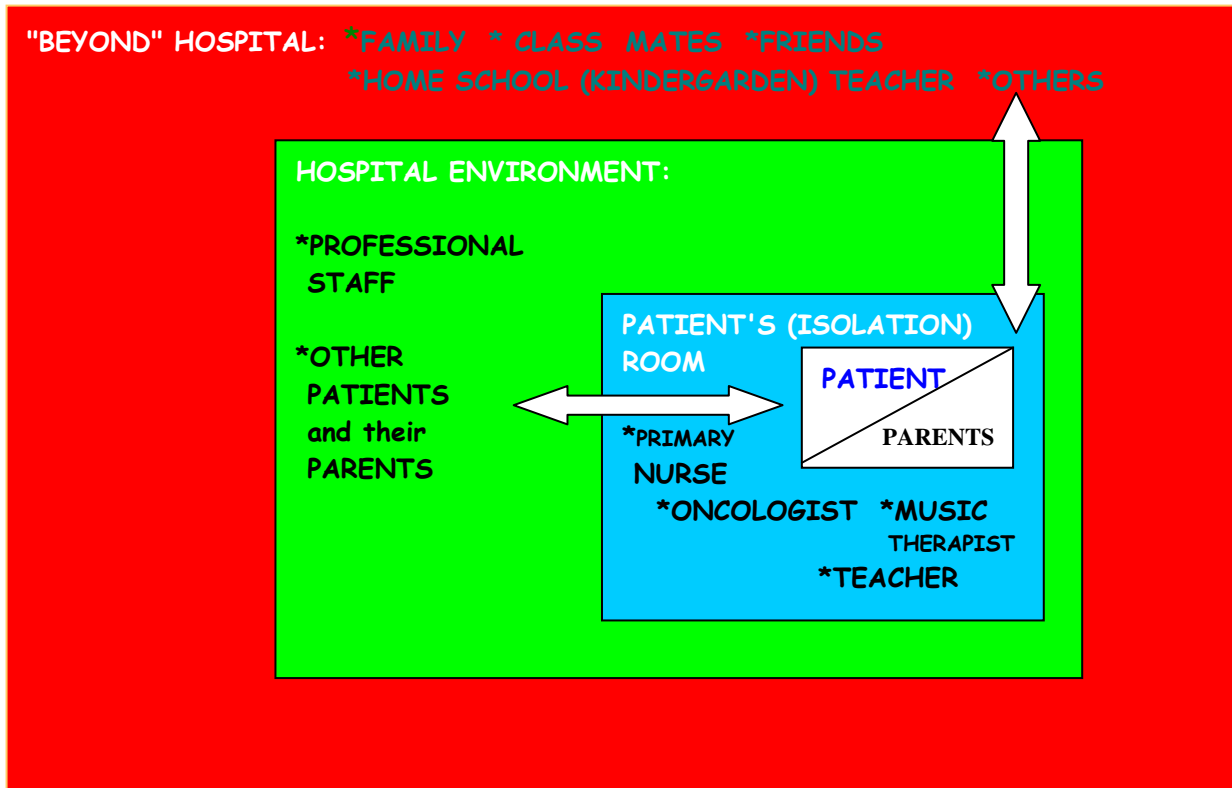 "BEYOND" HOSPITAL: *FAMILY * CLASS MATES *FRIENDS
*HOME SCHOOL (KINDERGARDEN) TEACHER *OTHERS
HOSPITAL ENVIRONMENT:
*PROFESSIONAL
STAFF
*OTHER
PATIENTS
and their
PARENTS
PATIENT'S (ISOLATION)
ROOM
PATIENT
PARENTS
*PRIMARY
NURSE
*ONCOLOGIST *MUSIC
THERAPIST
*TEACHER